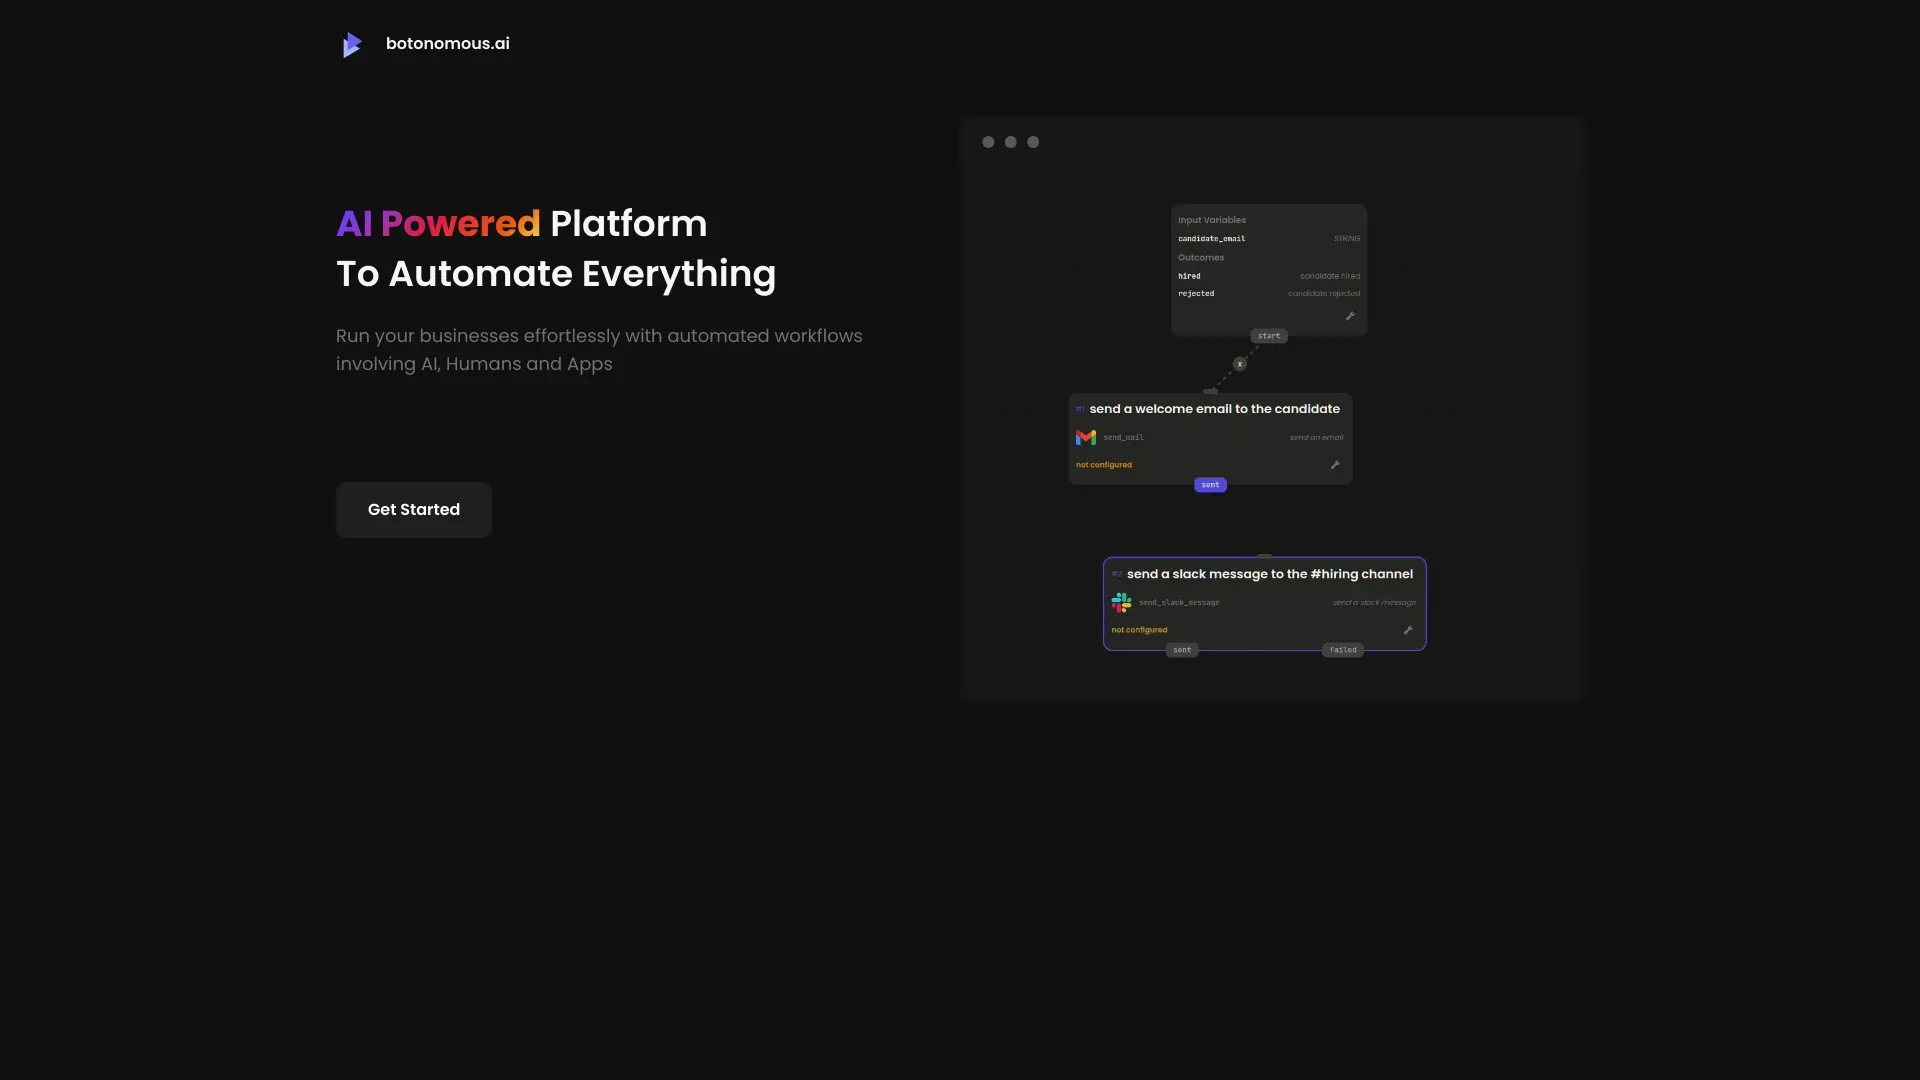 botonomous.ai
AI Powered Platform
To Automate Everything
Run your businesses effortlessly with automated workflows
involving AI, Humans and Apps
Get Started
Input Variables
candidate_email STRING
Outcomes
hired candidate hired
rejected candidate rejected
start
x
#1 send a welcome email to the candidate
send_mail send an email
not configured
sent
#2 send a slack message to the #hiring channel
send_slack_message send a slack message
not configured
sent failed